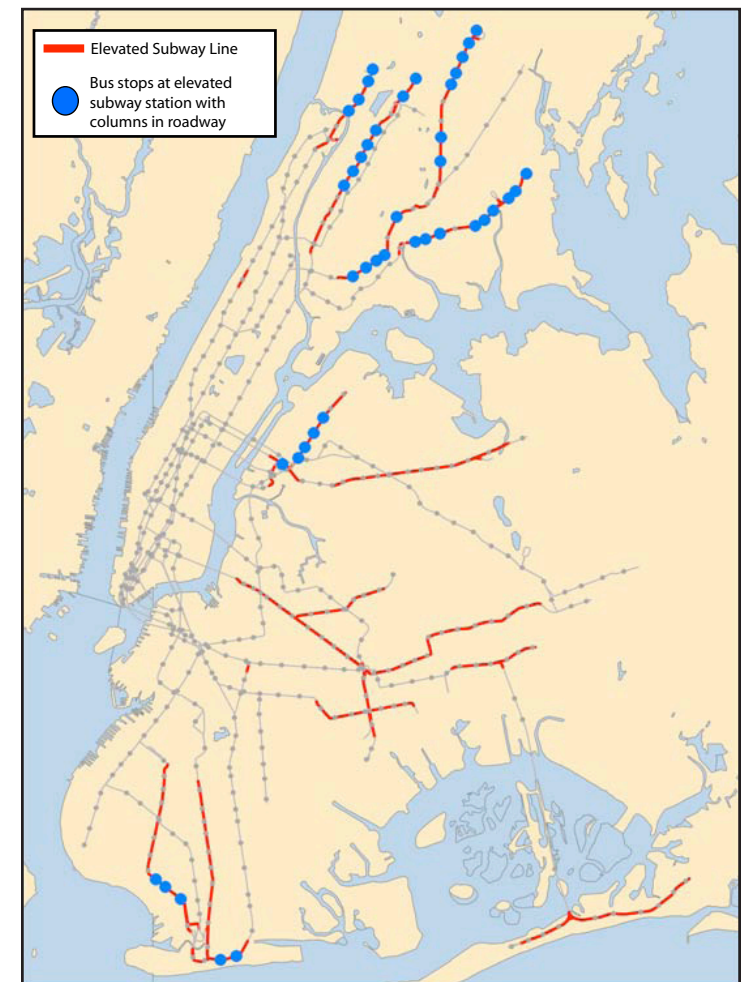 Elevated Subway Line
Bus stops at elevated
subway station with
columns in roadway